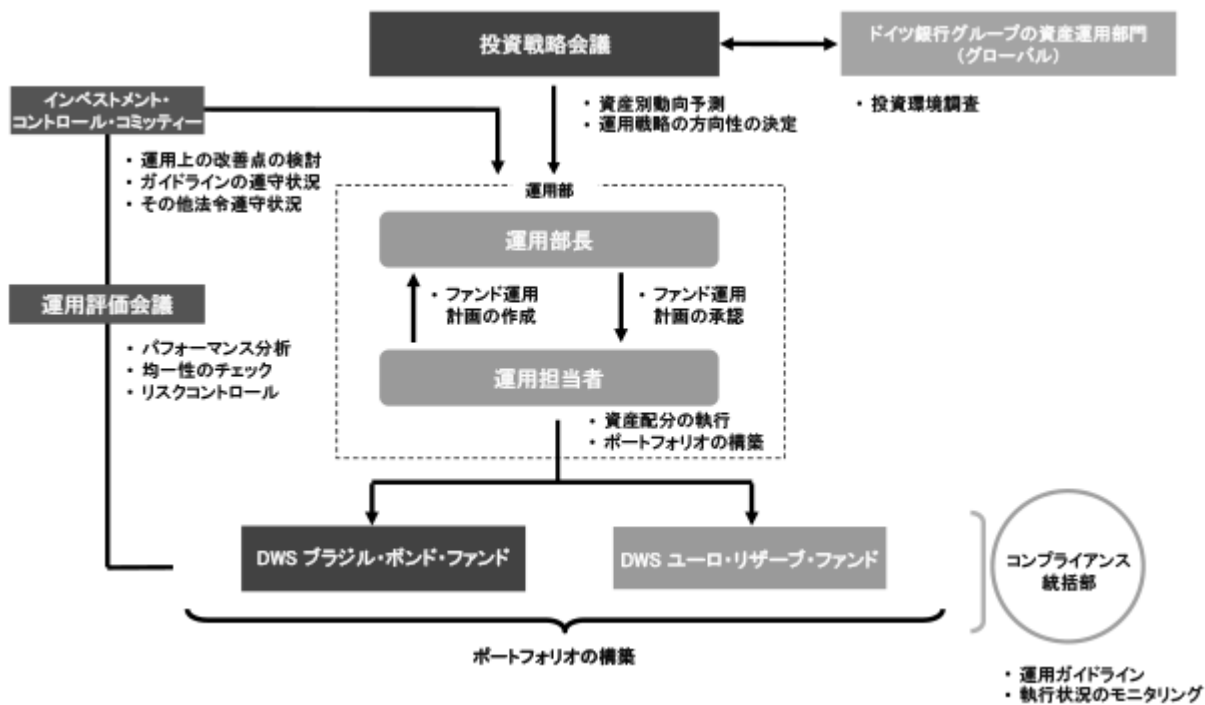 投資戦略会議
ドイツ銀行グループの資産運用部門
(グローバル)
・資産別動向予測
・運用戦略の方向性の決定
・投資環境調査
インベストメント・
コントロール・コミッティー
・運用上の改善点の検討
・ガイドラインの遵守状況
・その他法令遵守状況
運用部
運用部長
・ファンド運用
計画の作成
・ファンド運用
計画の承認
運用評価会議
・パフォーマンス分析
・均一性のチェック
・リスクコントロール
運用担当者
・資産配分の執行
・ポートフォリオの構築
DWS ブラジル・ボンド・ファンド
DWS ユーロ・リザーブ・ファンド
コンプライアンス
統括部
ポートフォリオの構築
・運用ガイドライン
・執行状況のモニタリング